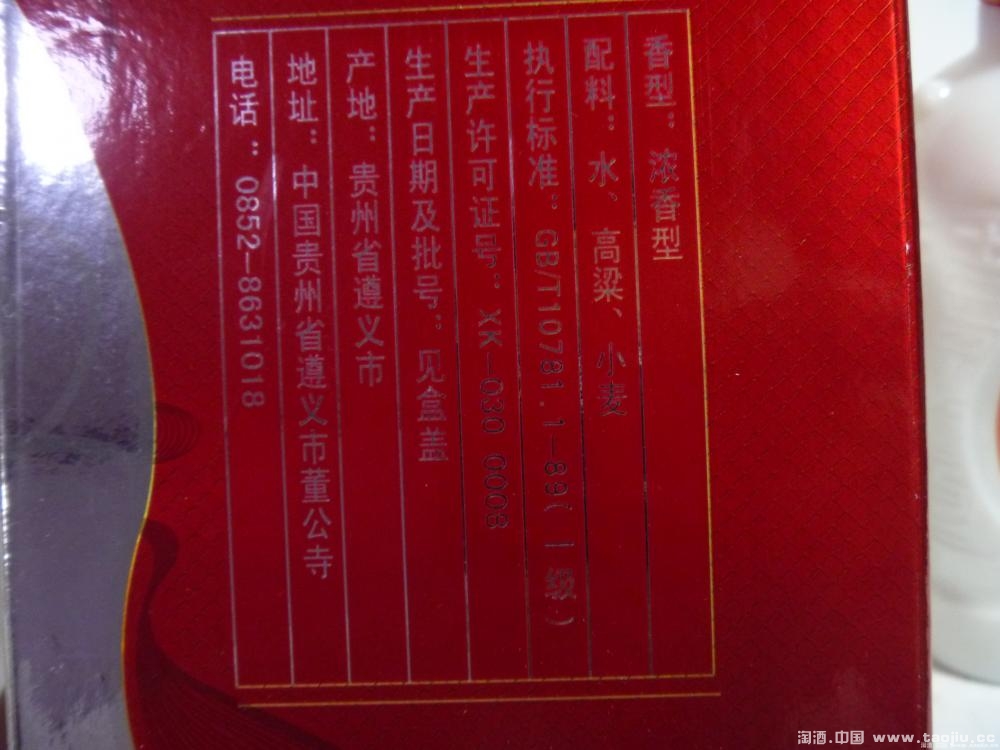 香型：浓香型
配料：水、高粱、小麦
执行标准：GB/T10781.1-89(一级)
生产许可证号：XK-030 0008
生产日期及批号：见盒盖
产地：贵州省遵义市
地址：中国贵州省遵义市董公寺
电话：0852-8631018
淘酒.中国 www.taojiu.cc